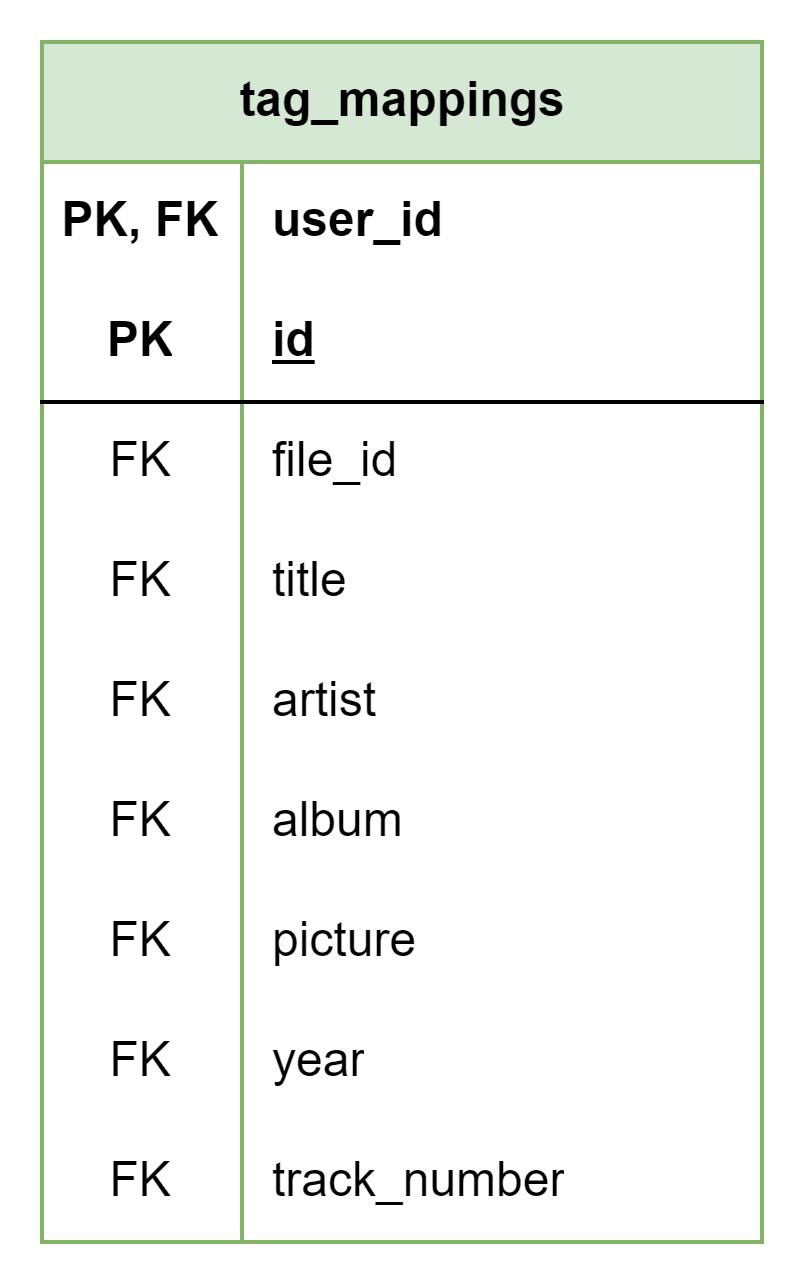 tag_mappings
PK, FK user_id
PK id
FK file_id
FK title
FK artist
FK album
FK picture
FK year
FK track_number